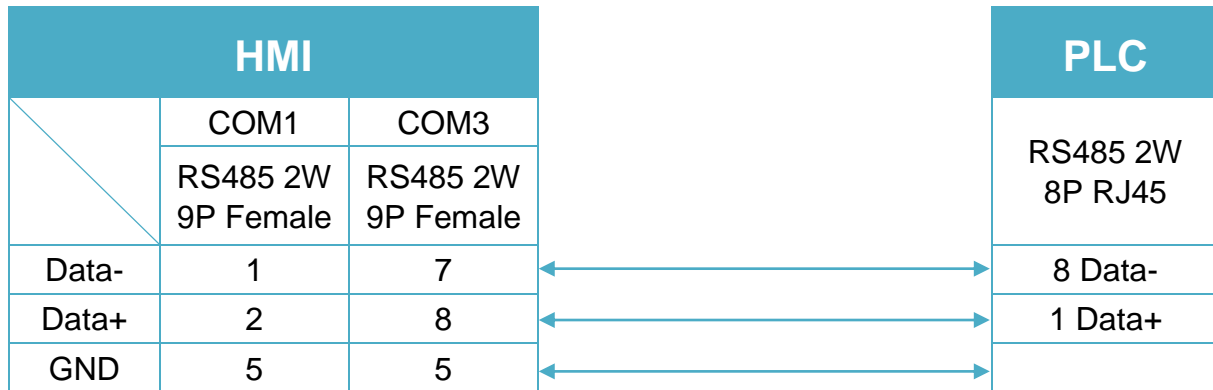 HMI
PLC
COM1
COM3
RS485 2W
9P Female
RS485 2W
9P Female
RS485 2W
8P RJ45
Data-
1
7
8 Data-
Data+
2
8
1 Data+
GND
5
5